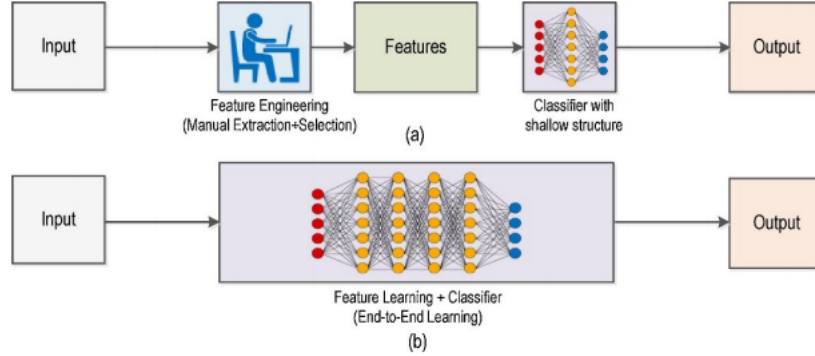 Input
Features
Output
Feature Engineering
(Manual Extraction+Selection)
Classifier with
shallow structure
(a)
Input
Output
Feature Learning + Classifier
(End-to-End Learning)
(b)